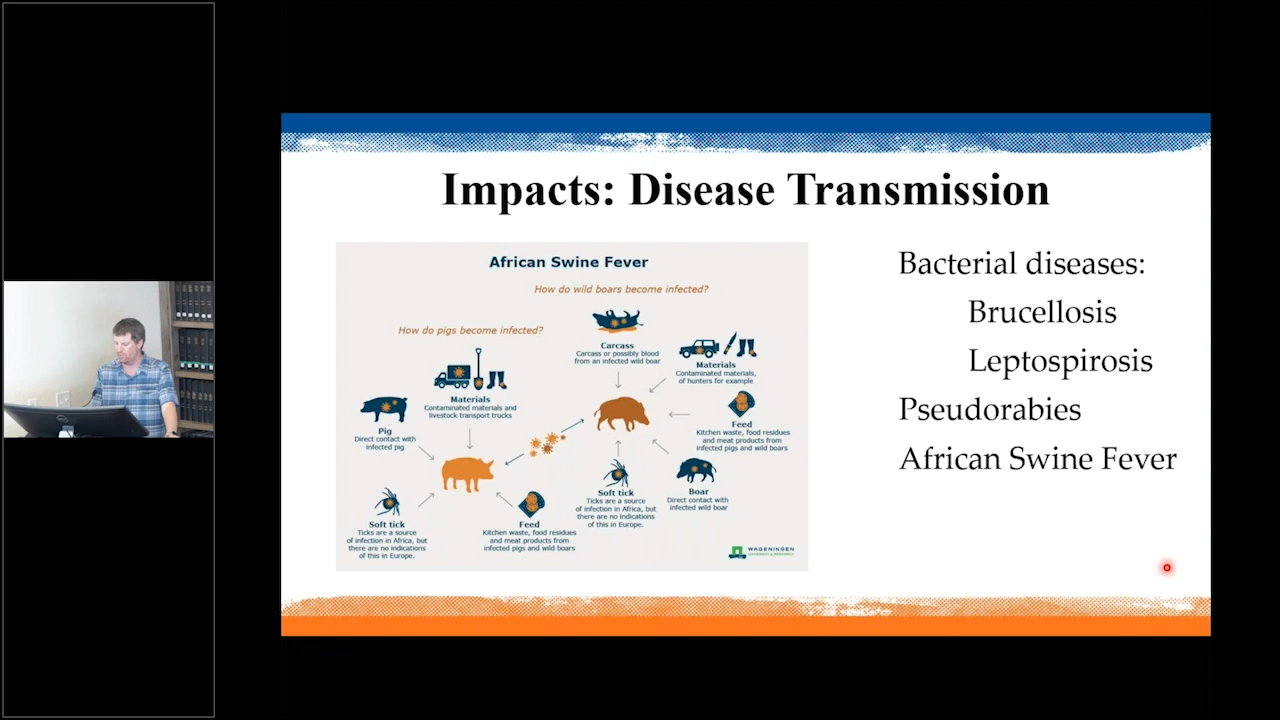 Impacts: Disease Transmission
African Swine Fever
How do wild boars become infected?
How do pigs become infected?
Carcass
Carcass or possibly blood
from an infected wild boar
Materials
Contaminated materials,
of hunters for example
Materials
Contaminated materials and
livestock transport trucks
Pig
Direct contact with
infected pig
Feed
Kitchen waste, food residues
and meat products from
infected pigs and wild boars
Soft tick
Ticks are a source
of infection in Africa, but
there are no indications
of this in Europe.
Boar
Direct contact with
infected wild boar
Soft tick
Ticks are a source
of infection in Africa, but
there are no indications
of this in Europe.
Feed
Kitchen waste, food residues
and meat products from
infected pigs and wild boars
WAGENINGEN
UNIVERSITY & RESEARCH
Bacterial diseases:
Brucellosis
Leptospirosis
Pseudorabies
African Swine Fever